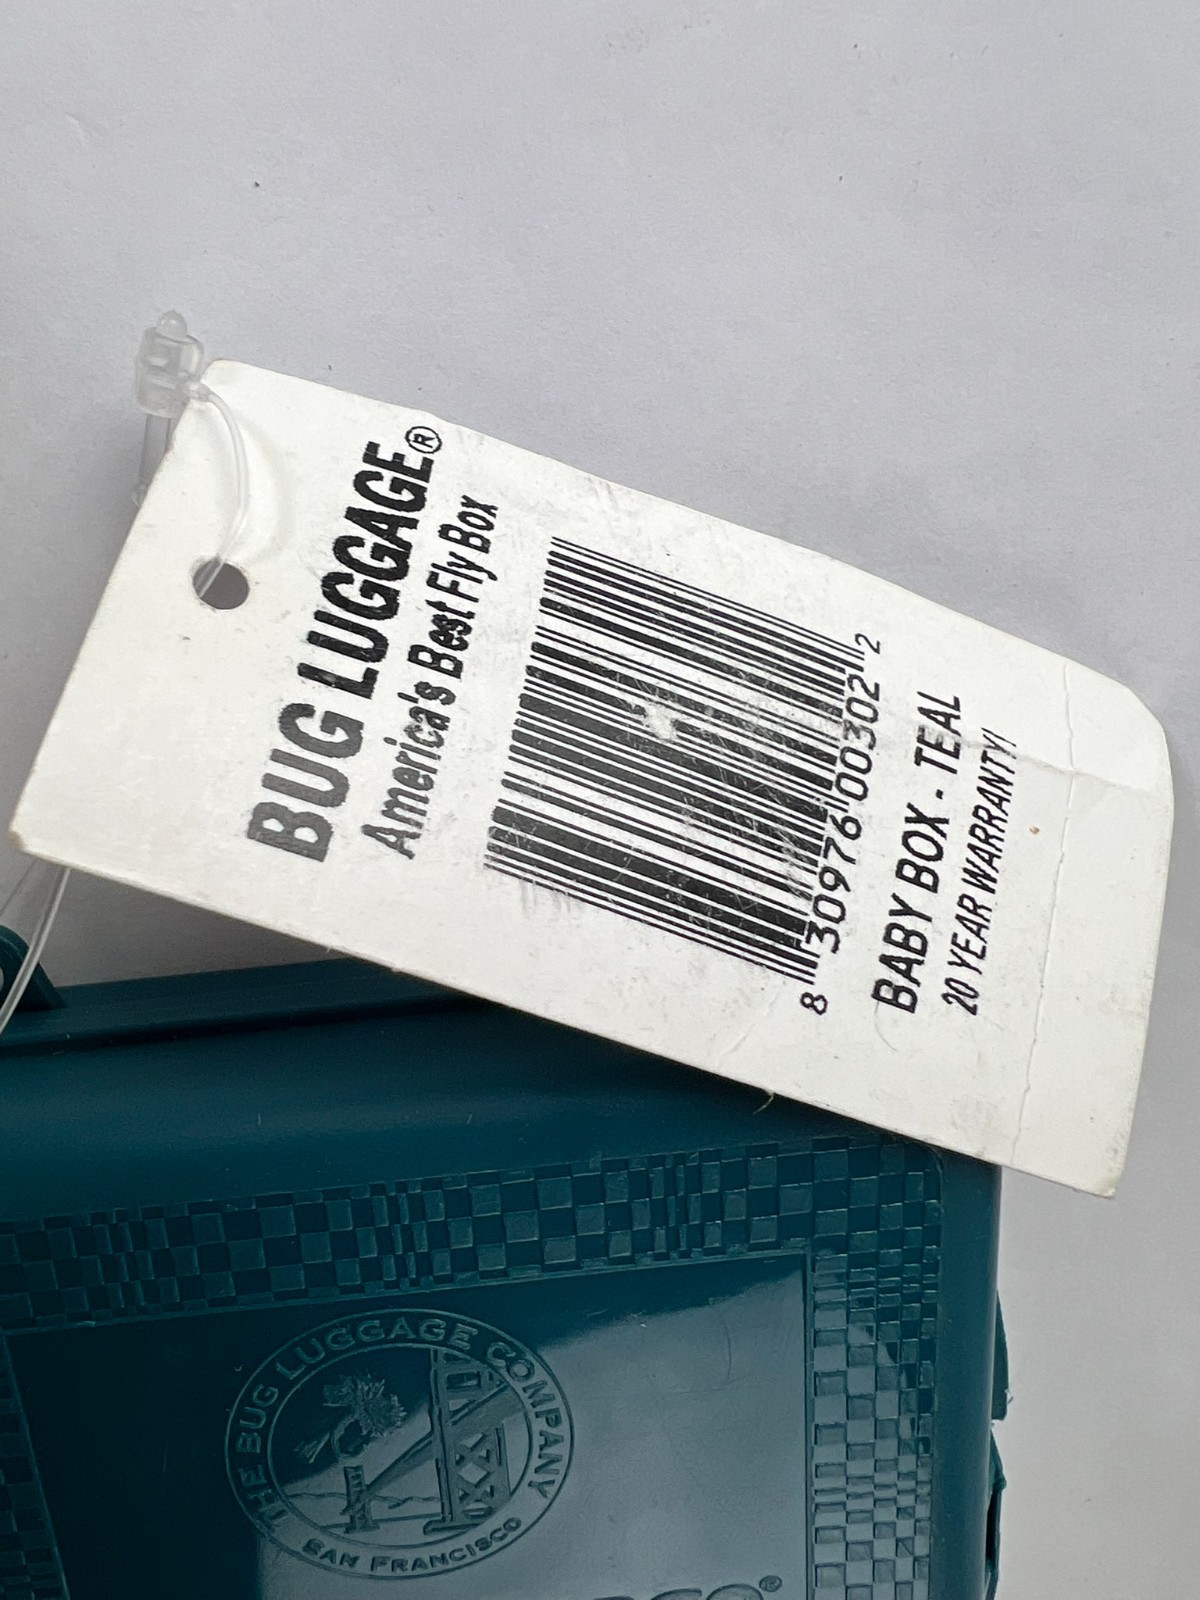 BUG LUGGAGE®
America's Best Fly Box
8 30976 00302 2
BABY BOX - TEAL
20 YEAR WARRANTY!
THE BUG LUGGAGE COMPANY
SAN FRANCISCO